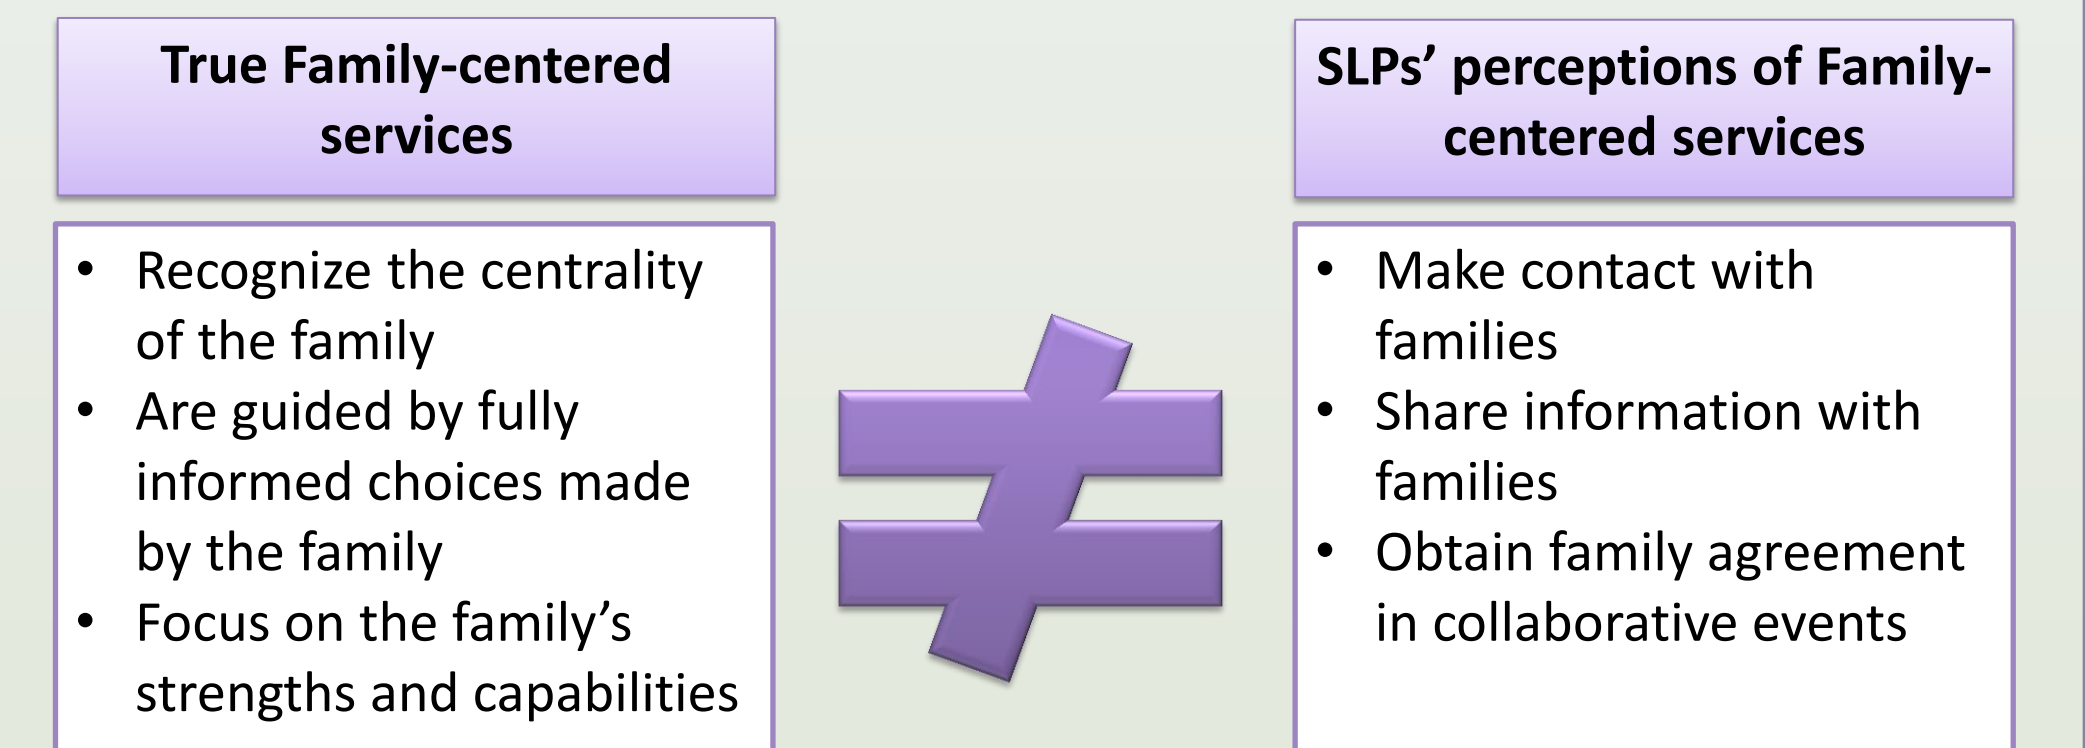 True Family-centered
services
• Recognize the centrality
of the family
• Are guided by fully
informed choices made
by the family
• Focus on the family’s
strengths and capabilities
≠
SLPs’ perceptions of Family-
centered services
• Make contact with
families
• Share information with
families
• Obtain family agreement
in collaborative events